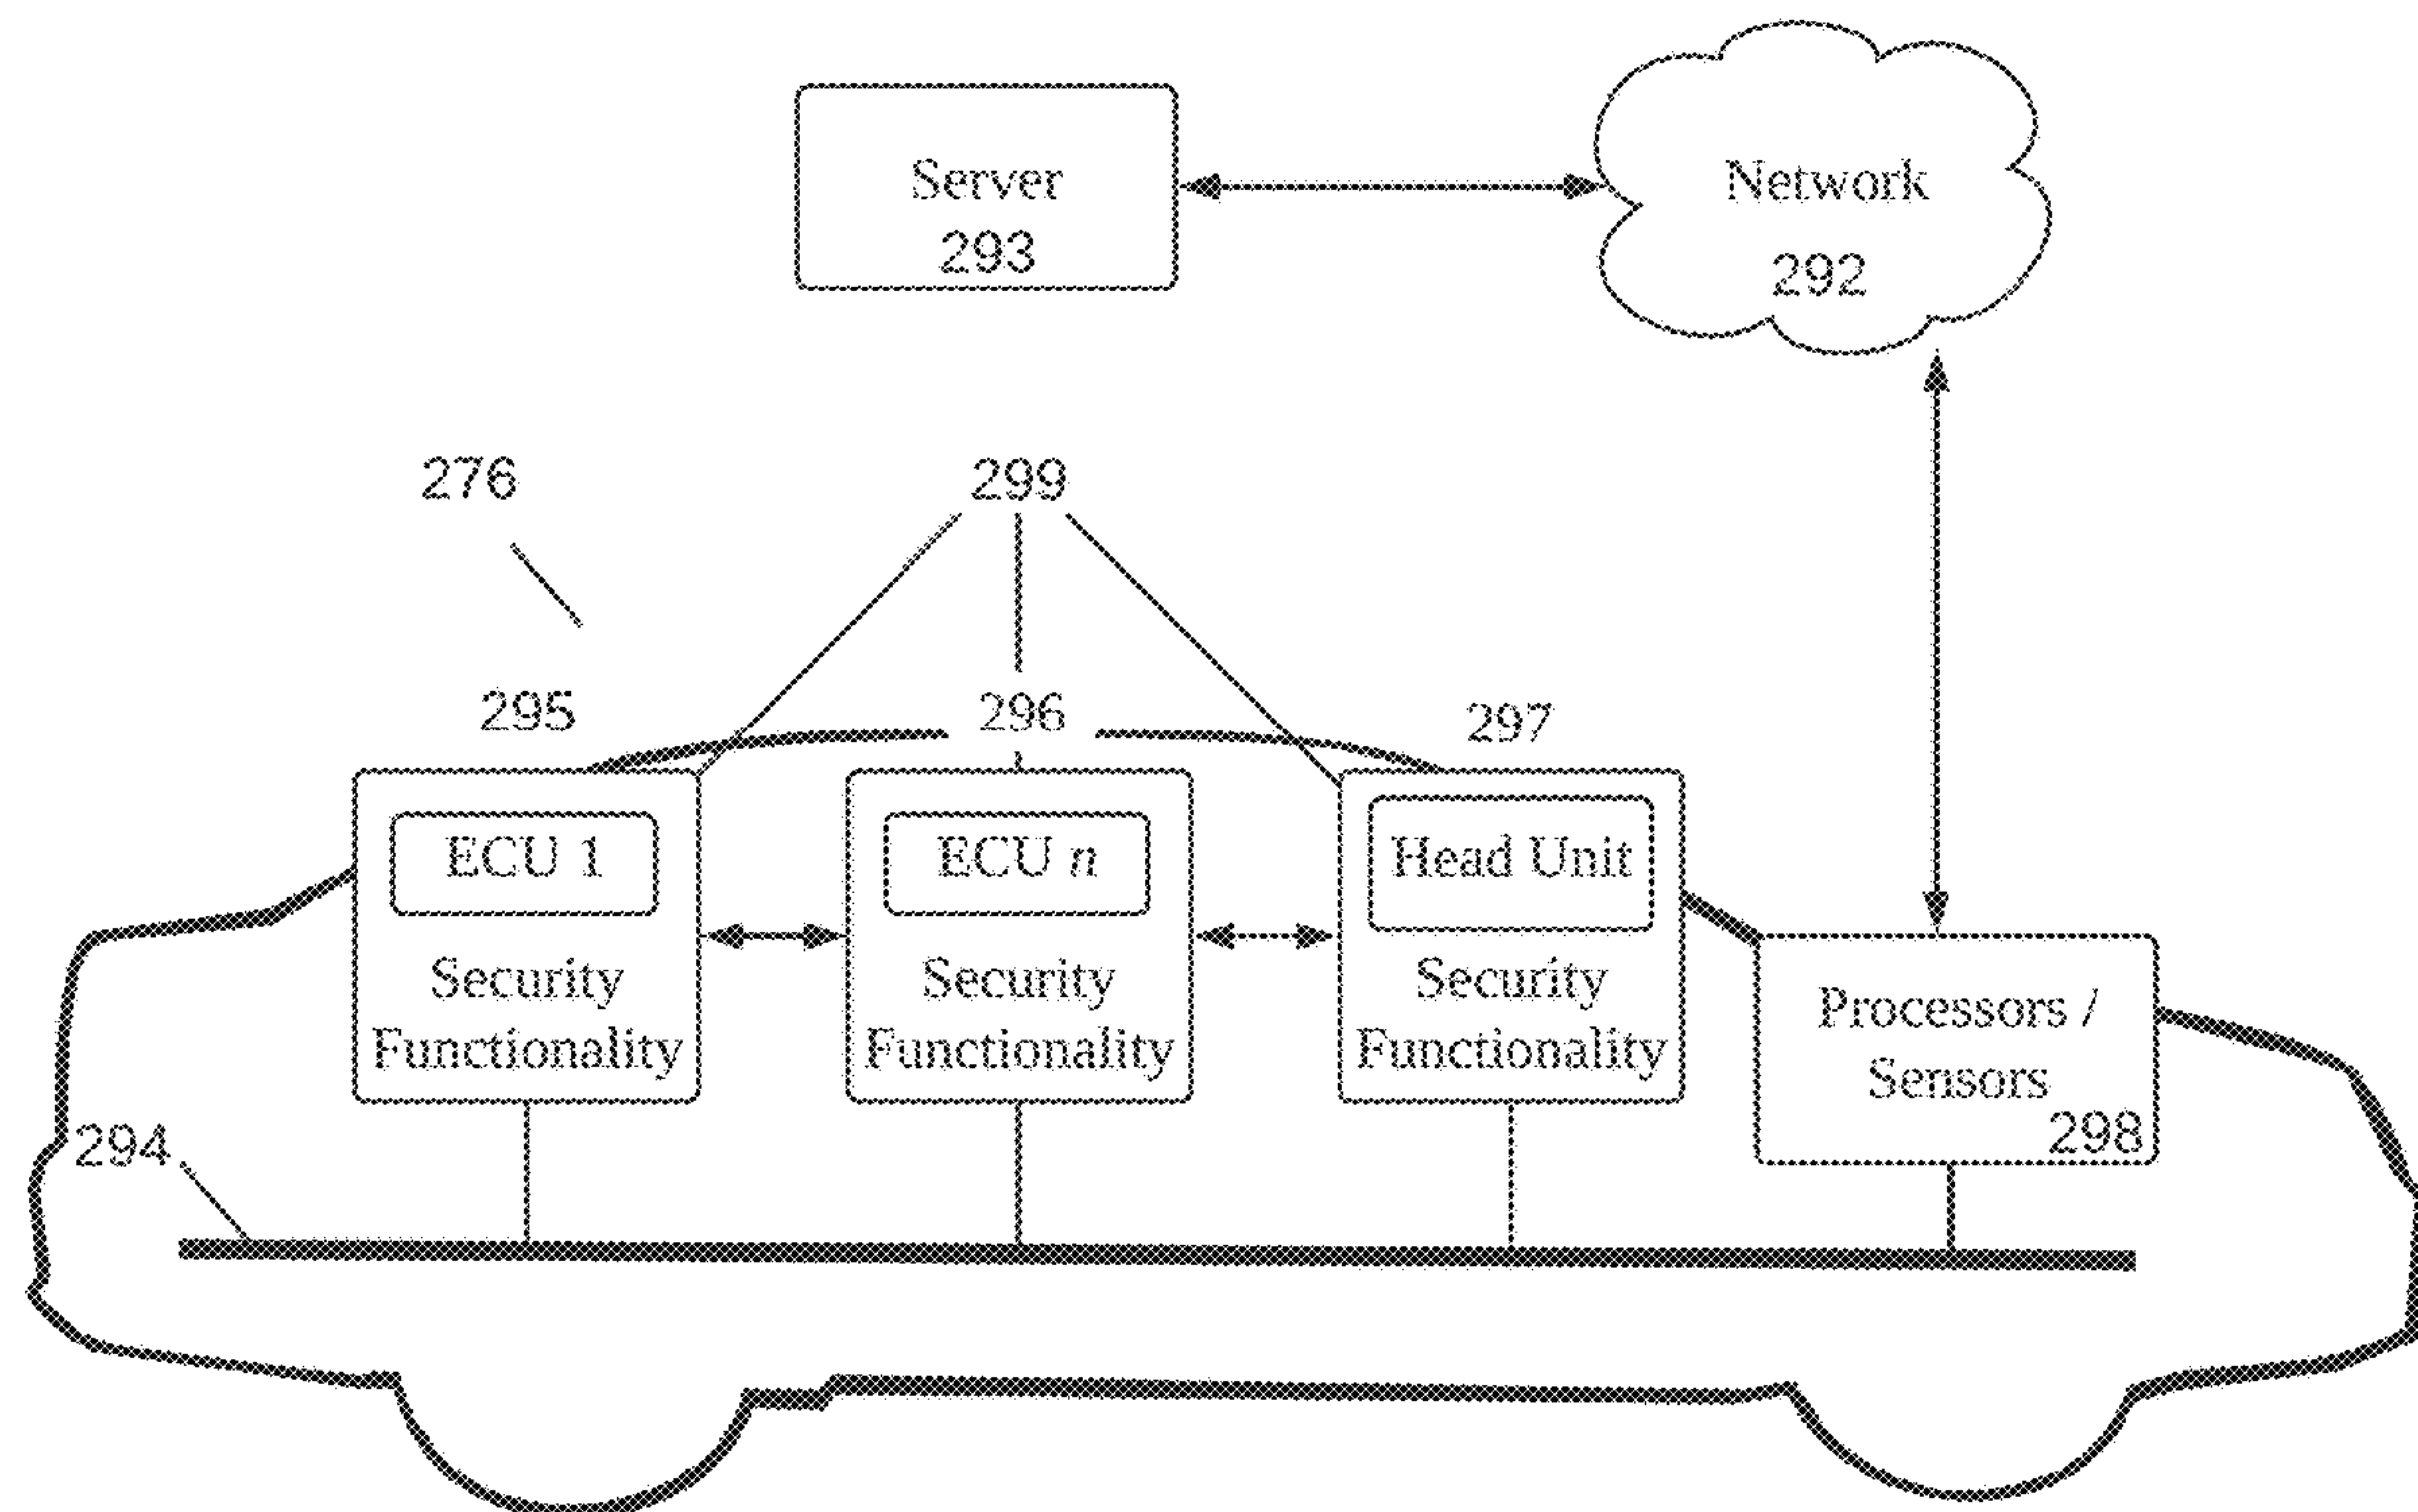 Server
293
Network
292
276
299
295
296
297
ECU 1
Security
Functionality
ECU n
Security
Functionality
Head Unit
Security
Functionality
Processors /
Sensors
298
294